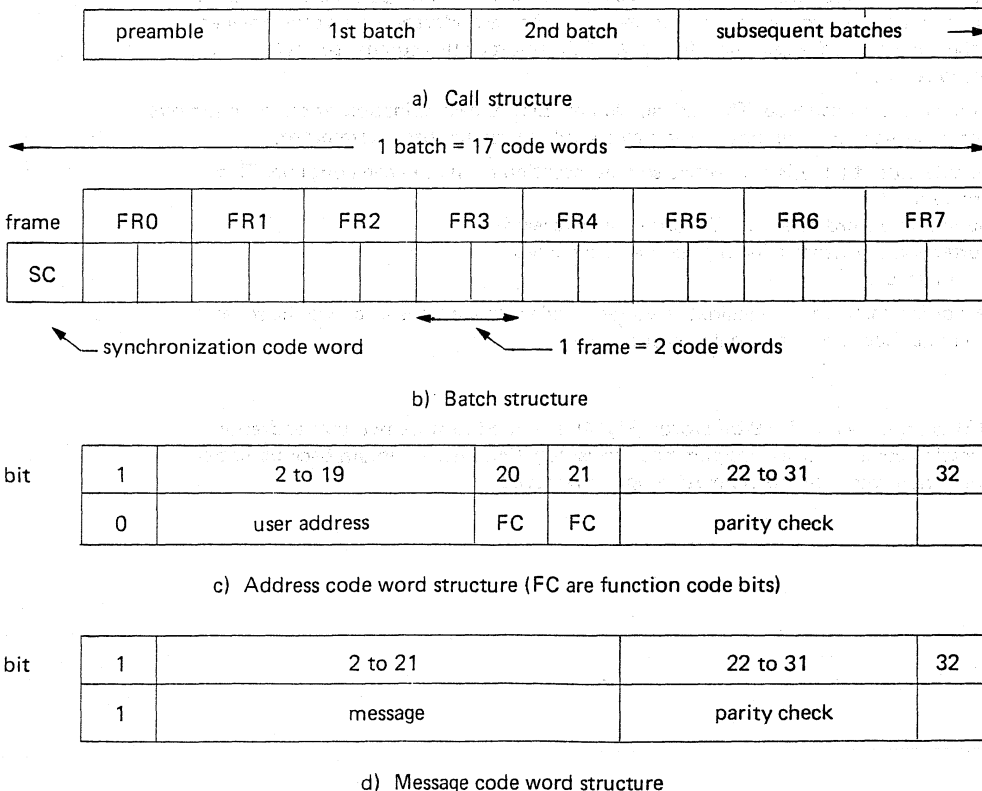 preamble 1st batch 2nd batch subsequent batches
a) Call structure
1 batch = 17 code words
frame FR0 FR1 FR2 FR3 FR4 FR5 FR6 FR7
SC
synchronization code word 1 frame = 2 code words
b) Batch structure
bit 1 2 to 19 20 21 22 to 31 32
0 user address FC FC parity check
c) Address code word structure (FC are function code bits)
bit 1 2 to 21 22 to 31 32
1 message parity check
d) Message code word structure